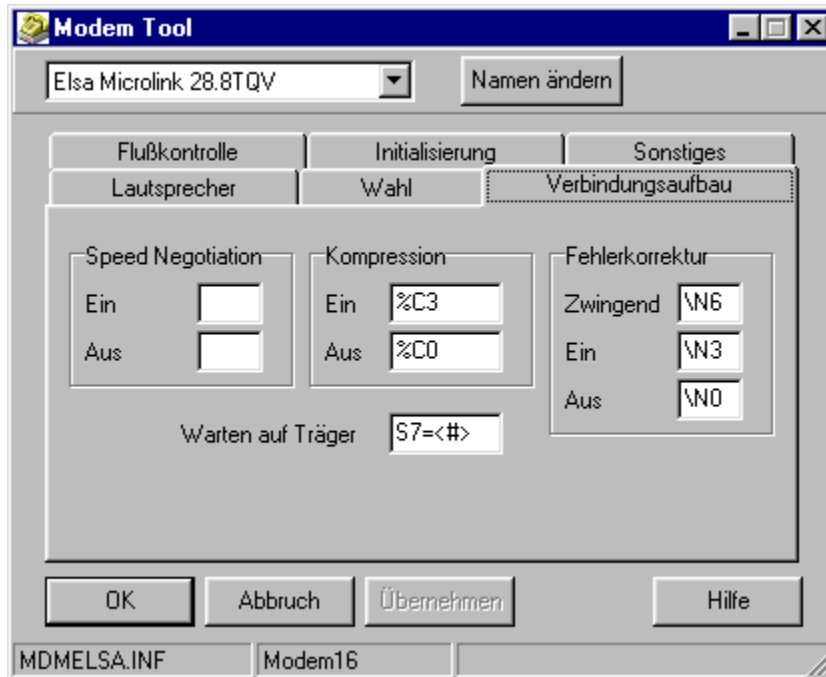 Modem Tool
Elsa Microlink 28.8TQV
Namen ändern
Flußkontrolle Initialisierung Sonstiges
Lautsprecher Wahl Verbindungsaufbau
Speed Negotiation Kompression Fehlerkorrektur
Ein Ein %C3 Zwingend \N6
Aus Aus %C0 Ein \N3
Aus \N0
Warten auf Träger S7=<#>
OK Abbruch Übernehmen Hilfe
MDMELSA.INF Modem16